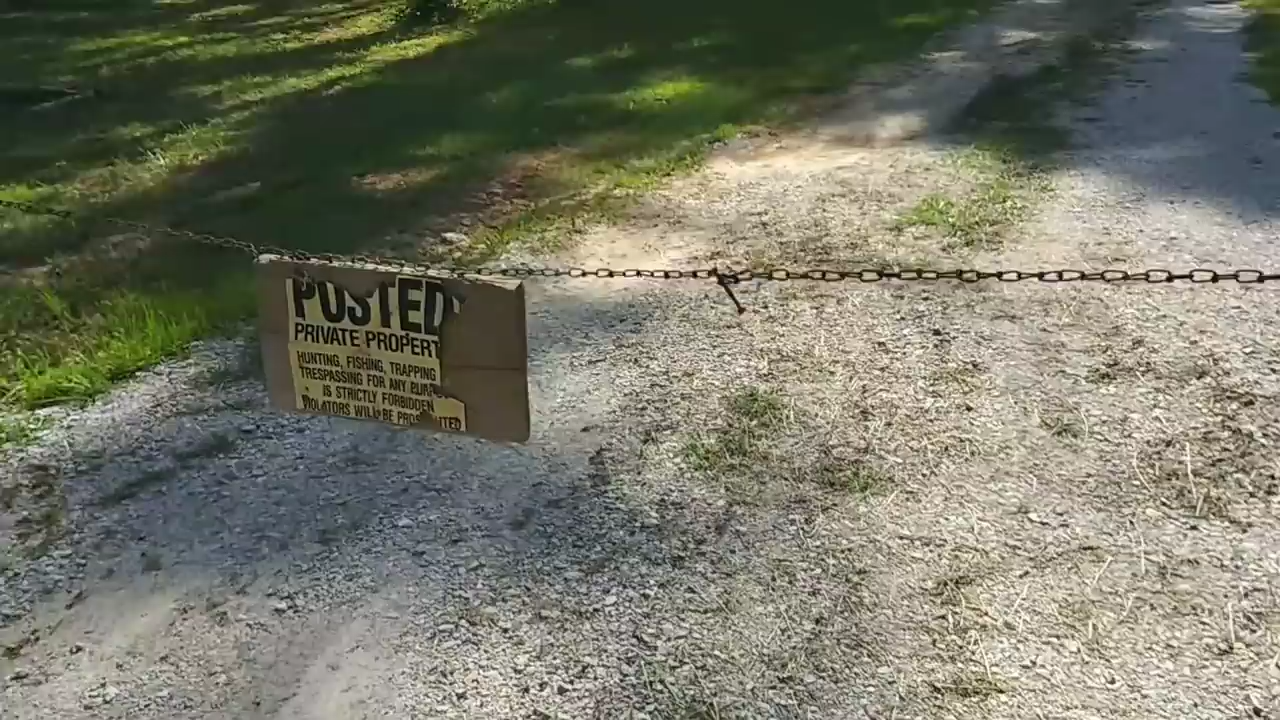 POSTED
PRIVATE PROPERT
HUNTING, FISHING, TRAPPING
TRESPASSING FOR ANY
IS STRICTLY FORBIDDEN
VIOLATORS WILL BE